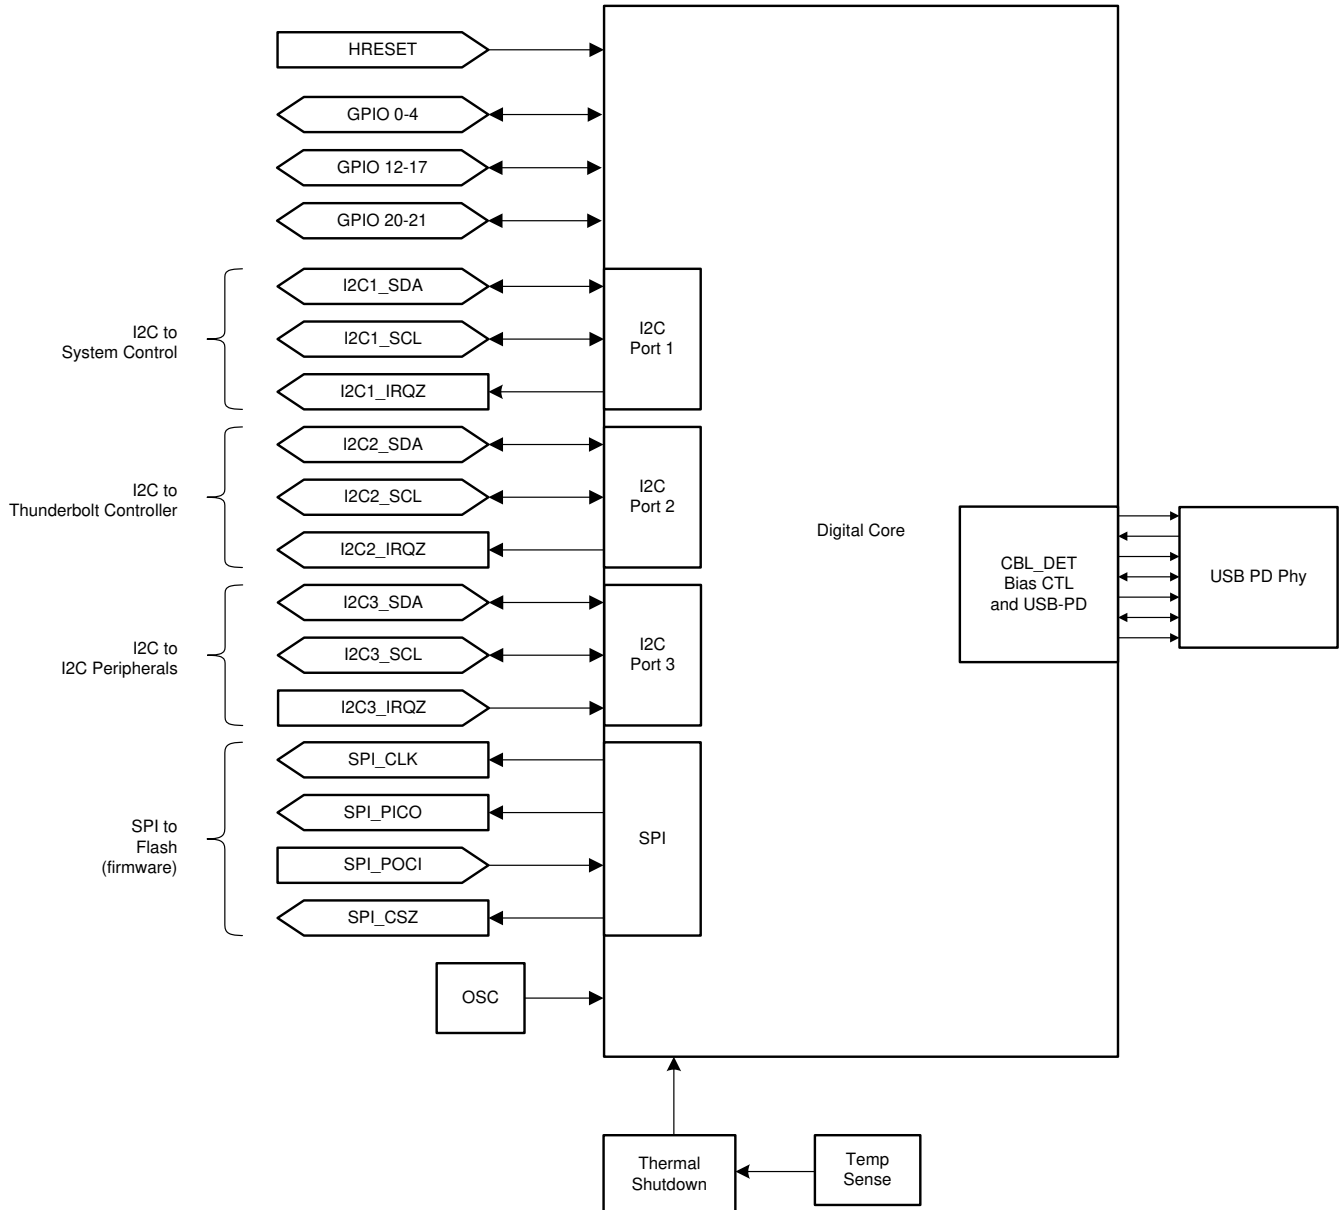 HRESET
GPIO 0-4
GPIO 12-17
GPIO 20-21
I2C to
System Control
I2C1_SDA
I2C1_SCL
I2C1_IRQZ
I2C
Port 1
I2C to
Thunderbolt Controller
I2C2_SDA
I2C2_SCL
I2C2_IRQZ
I2C
Port 2
I2C to
I2C Peripherals
I2C3_SDA
I2C3_SCL
I2C3_IRQZ
I2C
Port 3
SPI to
Flash
(firmware)
SPI_CLK
SPI_PICO
SPI_POCI
SPI_CSZ
SPI
OSC
Digital Core
CBL_DET
Bias CTL
and USB-PD
USB PD Phy
Thermal
Shutdown
Temp
Sense